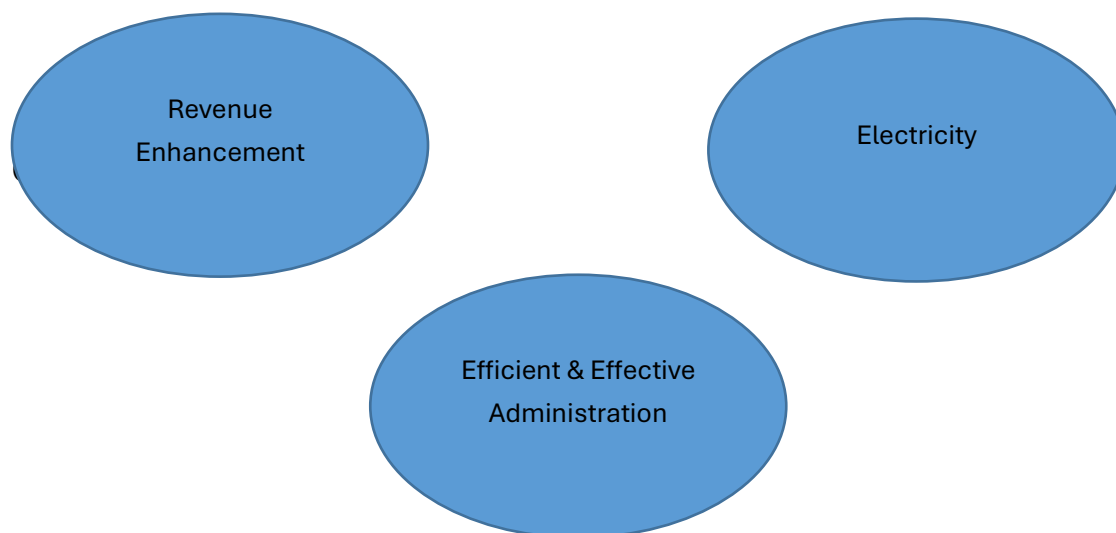 Revenue
Enhancement
Electricity
Efficient & Effective
Administration